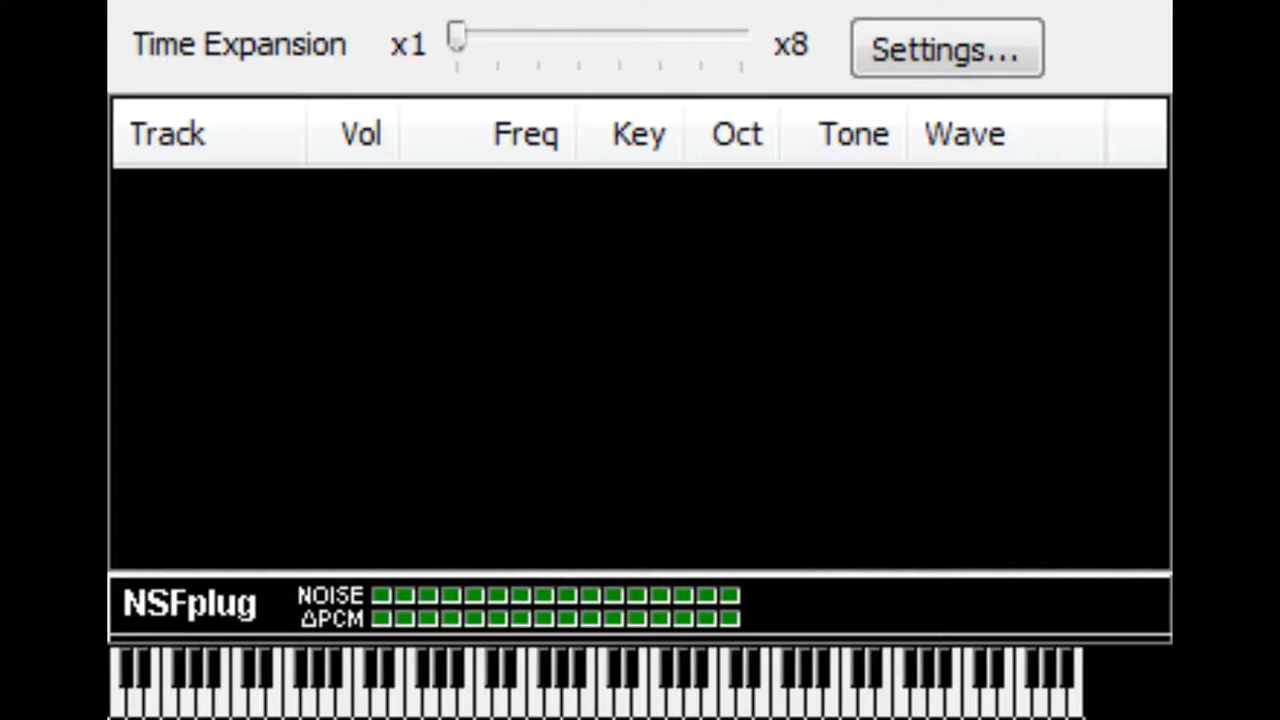 Time Expansion x1 x8 Settings...
Track Vol Freq Key Oct Tone Wave
NSFplug NOISE
ΔPCM